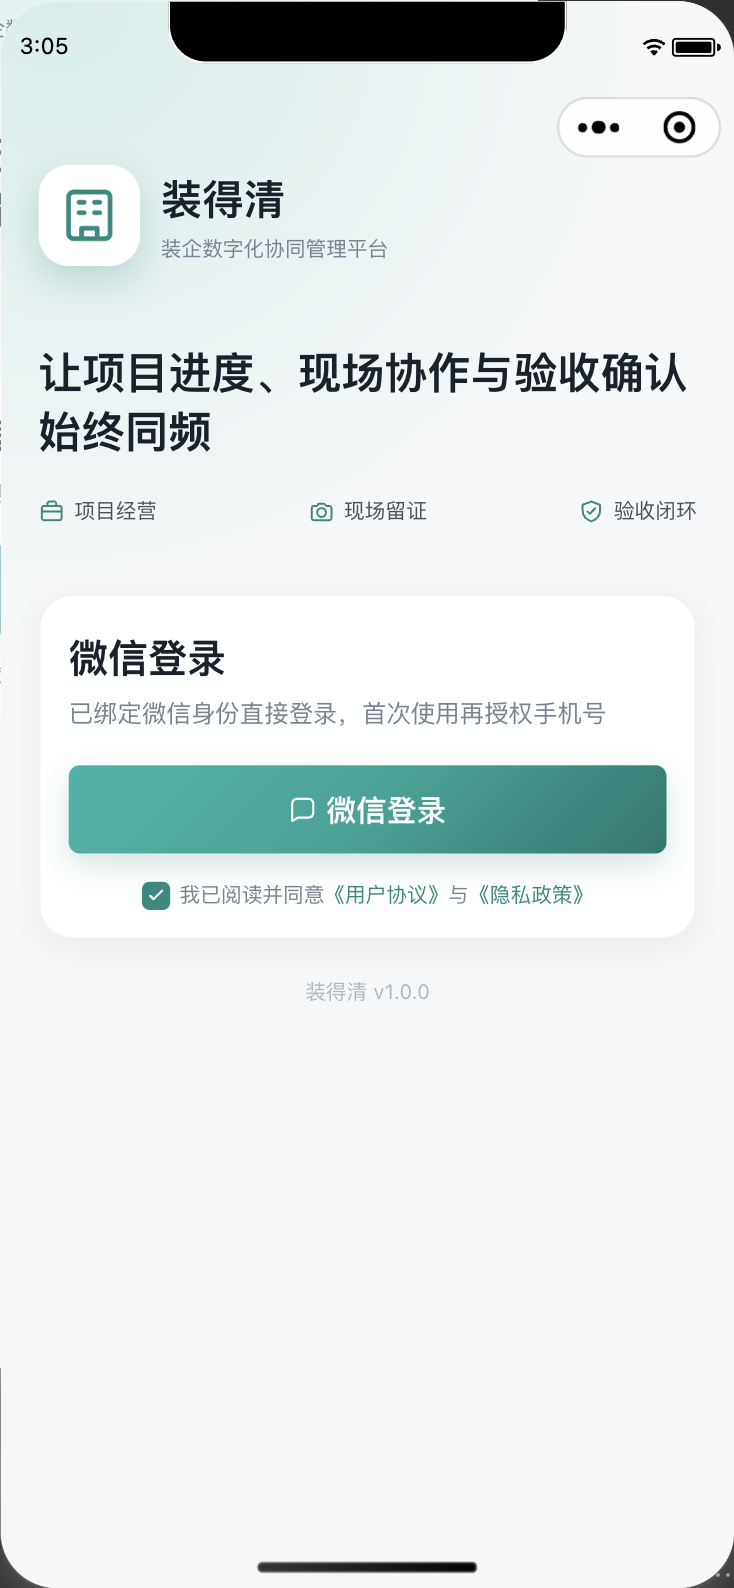 3:05
装得清
装企数字化协同管理平台
让项目进度、现场协作与验收确认
始终同频
项目经营 现场留证 验收闭环
微信登录
已绑定微信身份直接登录，首次使用再授权手机号
微信登录
我已阅读并同意《用户协议》与《隐私政策》
装得清 v1.0.0